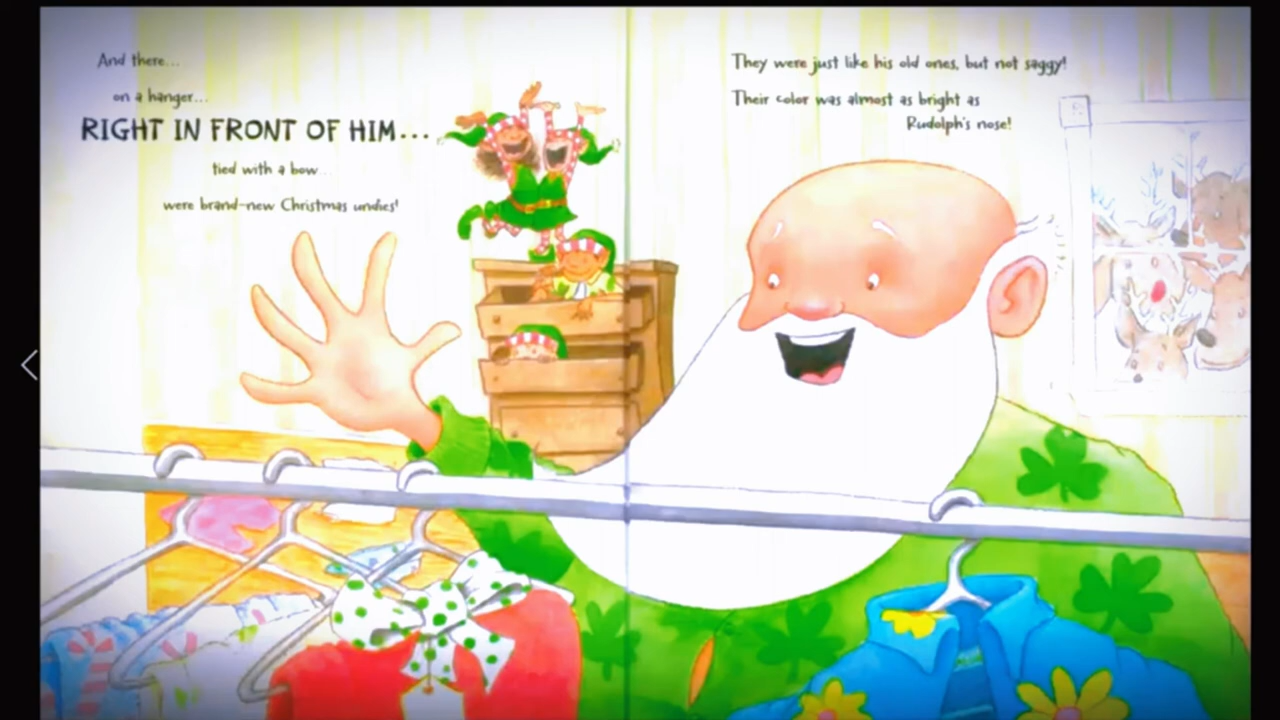 And there...
on a hanger...
RIGHT IN FRONT OF HIM...
tied with a bow...
were brand-new Christmas undies!
They were just like his old ones, but not saggy!
Their color was almost as bright as
Rudolph's nose!